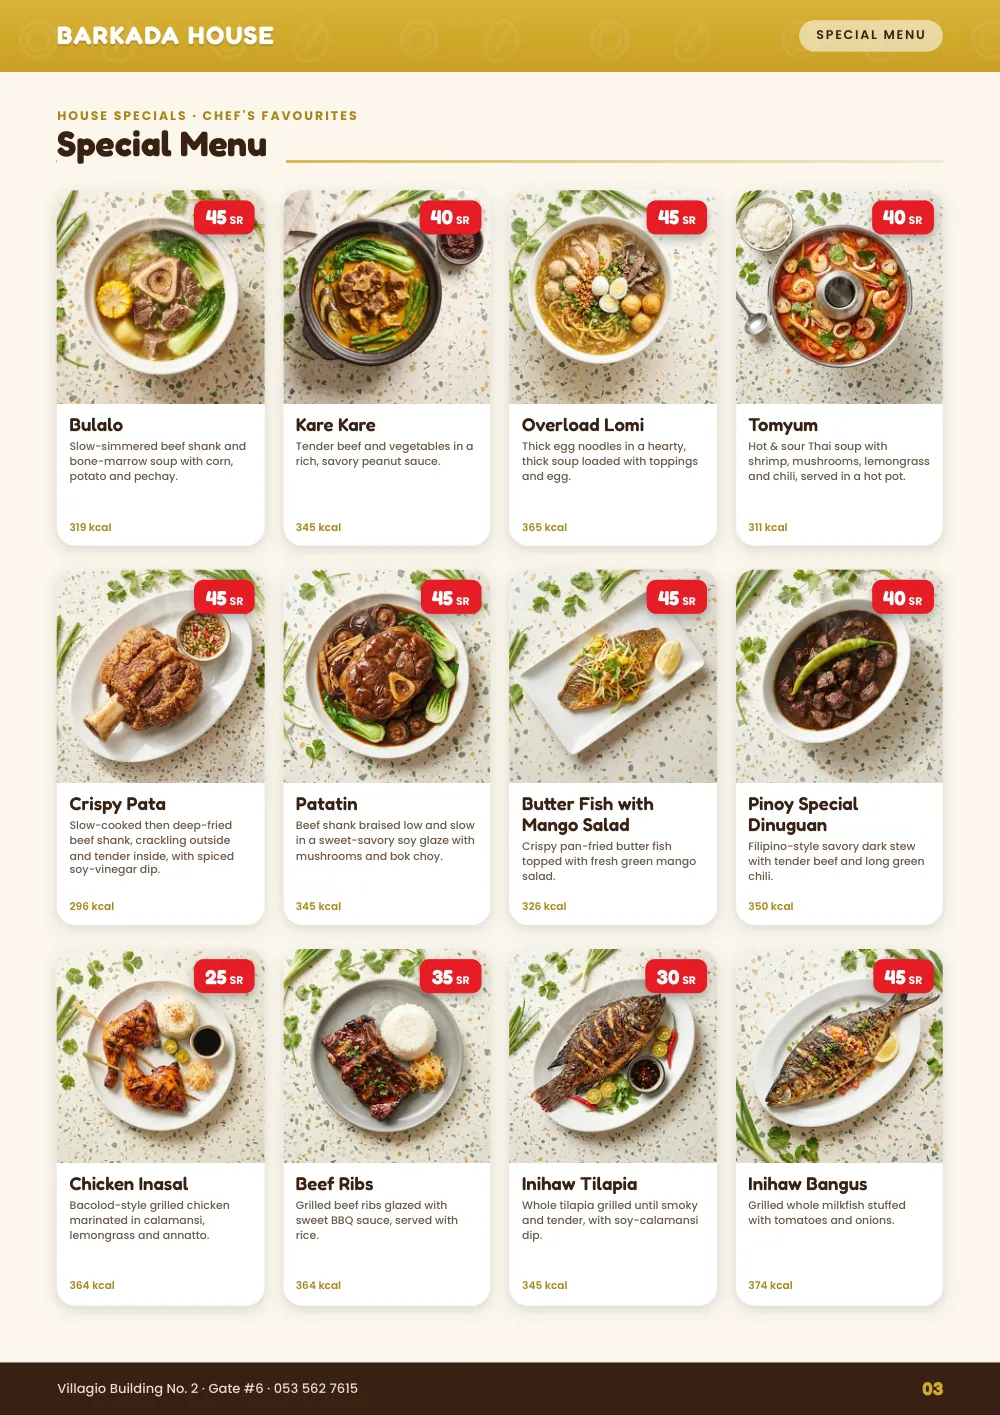 BARKADA HOUSE
SPECIAL MENU
HOUSE SPECIALS · CHEF'S FAVOURITES
Special Menu
45 SR
Bulalo
Slow-simmered beef shank and
bone-marrow soup with corn,
potato and pechay.
319 kcal
40 SR
Kare Kare
Tender beef and vegetables in a
rich, savory peanut sauce.
345 kcal
45 SR
Overload Lomi
Thick egg noodles in a hearty,
thick soup loaded with toppings
and egg.
365 kcal
40 SR
Tomyum
Hot & sour Thai soup with
shrimp, mushrooms, lemongrass
and chili, served in a hot pot.
311 kcal
45 SR
Crispy Pata
Slow-cooked then deep-fried
beef shank, crackling outside
and tender inside, with spiced
soy-vinegar dip.
296 kcal
45 SR
Patatin
Beef shank braised low and slow
in a sweet-savory soy glaze with
mushrooms and bok choy.
345 kcal
45 SR
Butter Fish with
Mango Salad
Crispy pan-fried butter fish
topped with fresh green mango
salad.
326 kcal
40 SR
Pinoy Special
Dinuguan
Filipino-style savory dark stew
with tender beef and long green
chili.
350 kcal
25 SR
Chicken Inasal
Bacolod-style grilled chicken
marinated in calamansi,
lemongrass and annatto.
364 kcal
35 SR
Beef Ribs
Grilled beef ribs glazed with
sweet BBQ sauce, served with
rice.
364 kcal
30 SR
Inihaw Tilapia
Whole tilapia grilled until smoky
and tender, with soy-calamansi
dip.
345 kcal
45 SR
Inihaw Bangus
Grilled whole milkfish stuffed
with tomatoes and onions.
374 kcal
Villagio Building No. 2 · Gate #6 · 053 562 7615
03